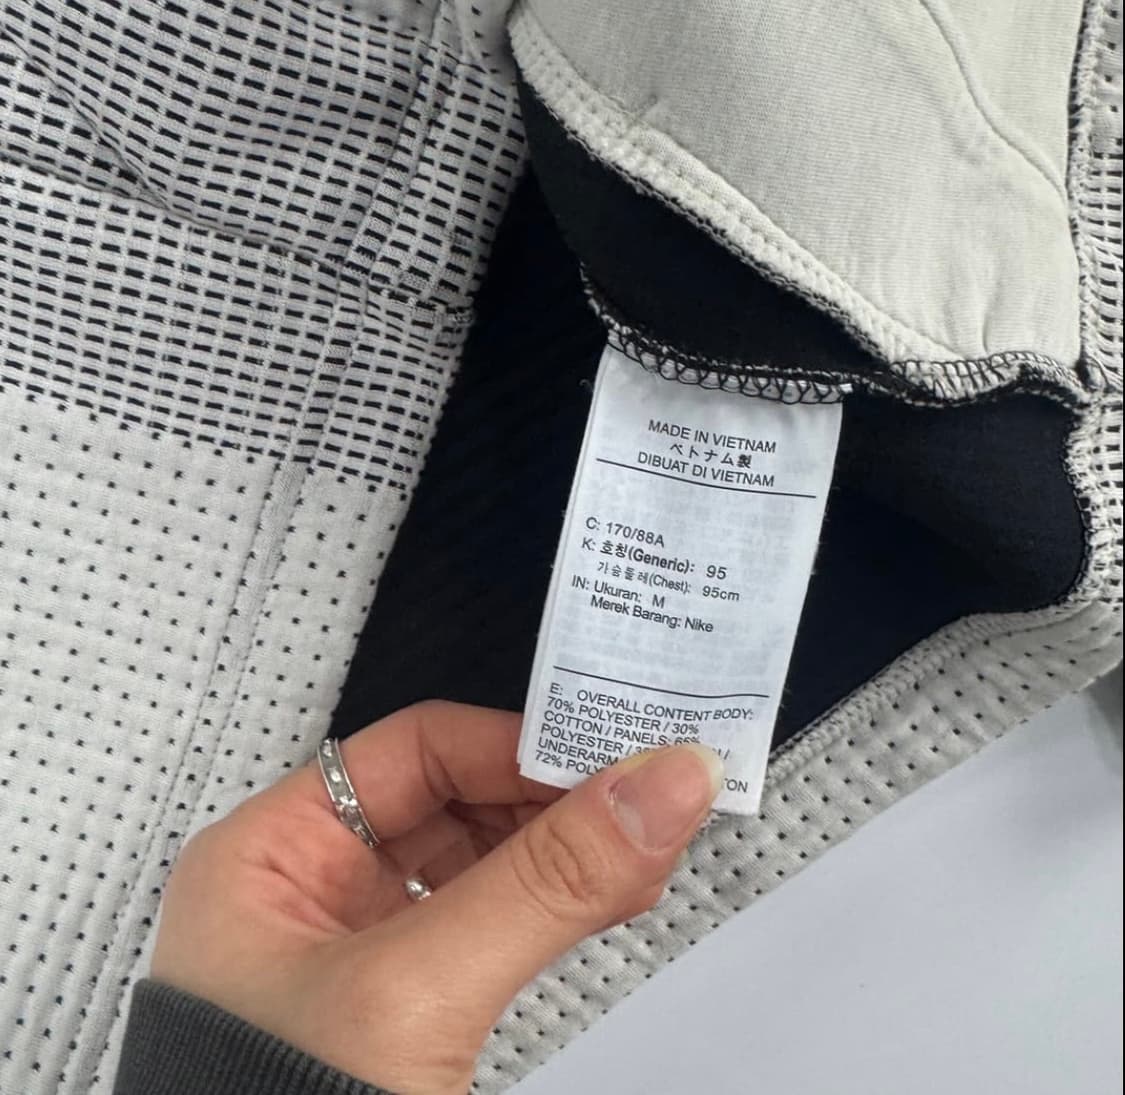 MADE IN VIETNAM
ベトナム製
DIBUAT DI VIETNAM
C: 170/88A
K: 호칭(Generic): 95
가슴둘레(Chest): 95cm
IN: Ukuran: M
Merek Barang: Nike
E: OVERALL CONTENT BODY:
70% POLYESTER / 30%
COTTON / PANELS: 66%
POLYESTER /
UNDERARM
72%